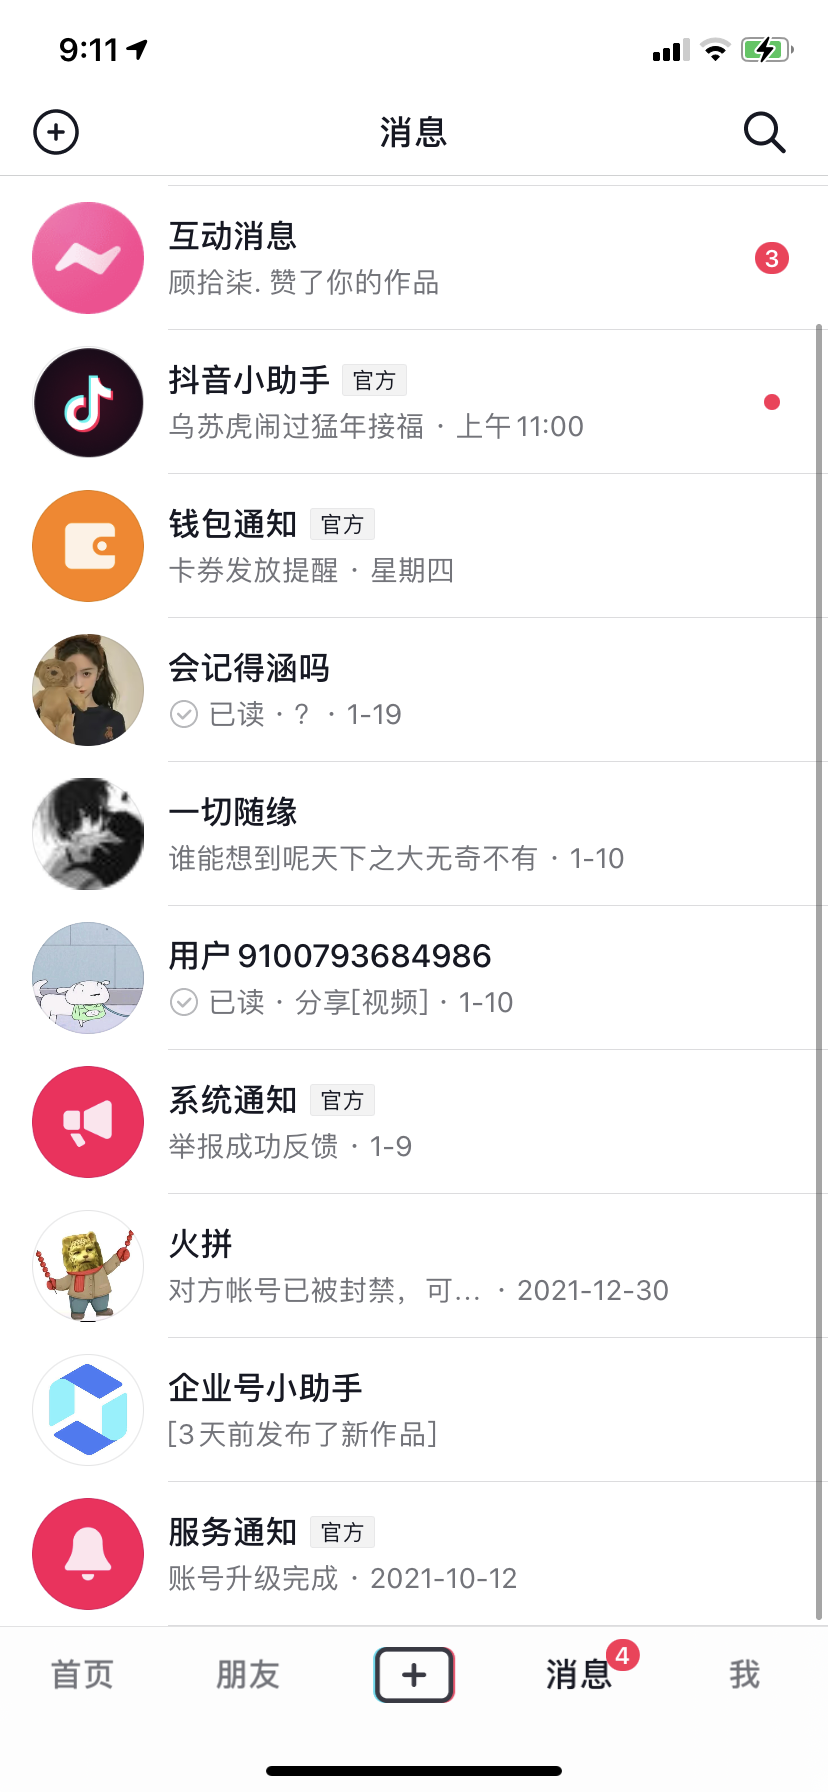 9:11
消息
互动消息
顾拾柒. 赞了你的作品
3
抖音小助手 官方
乌苏虎闹过猛年接福 · 上午11:00
钱包通知 官方
卡券发放提醒 · 星期四
会记得涵吗
已读 · ? · 1-19
一切随缘
谁能想到呢天下之大无奇不有 · 1-10
用户9100793684986
已读 · 分享[视频] · 1-10
系统通知 官方
举报成功反馈 · 1-9
火拼
对方帐号已被封禁，可... · 2021-12-30
企业号小助手
[3天前发布了新作品]
服务通知 官方
账号升级完成 · 2021-10-12
首页 朋友 消息 4 我